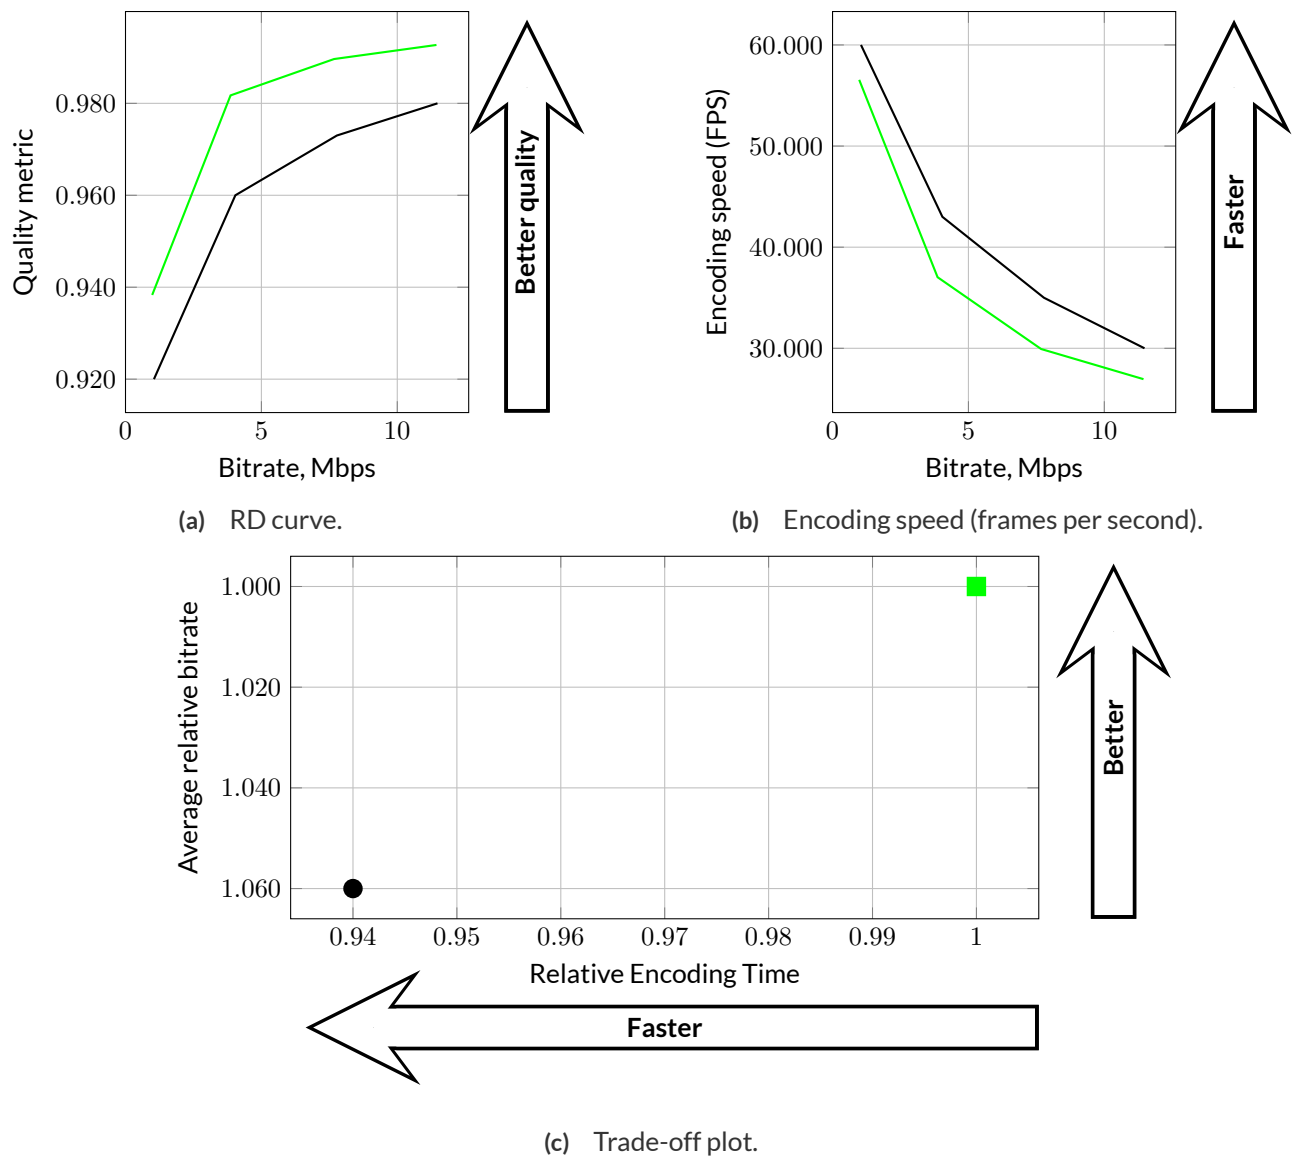 Quality metric
0.980
0.960
0.940
0.920
0 5 10
Bitrate, Mbps
Better quality
(a) RD curve.
Encoding speed (FPS)
60.000
50.000
40.000
30.000
0 5 10
Bitrate, Mbps
Faster
(b) Encoding speed (frames per second).
Average relative bitrate
1.000
1.020
1.040
1.060
0.94 0.95 0.96 0.97 0.98 0.99 1
Relative Encoding Time
Better
Faster
(c) Trade-off plot.